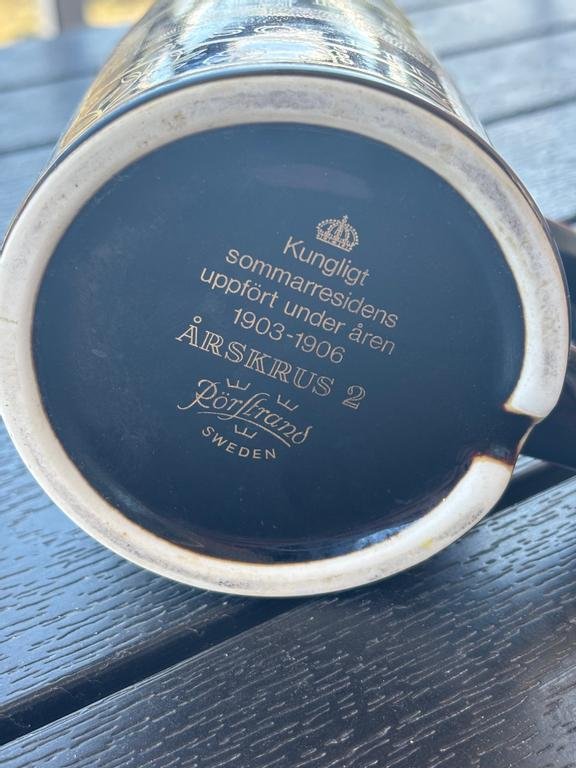 Kungligt
sommarresidens
uppfört under åren
1903-1906
ÅRSKRUS 2
Rörstrand
SWEDEN